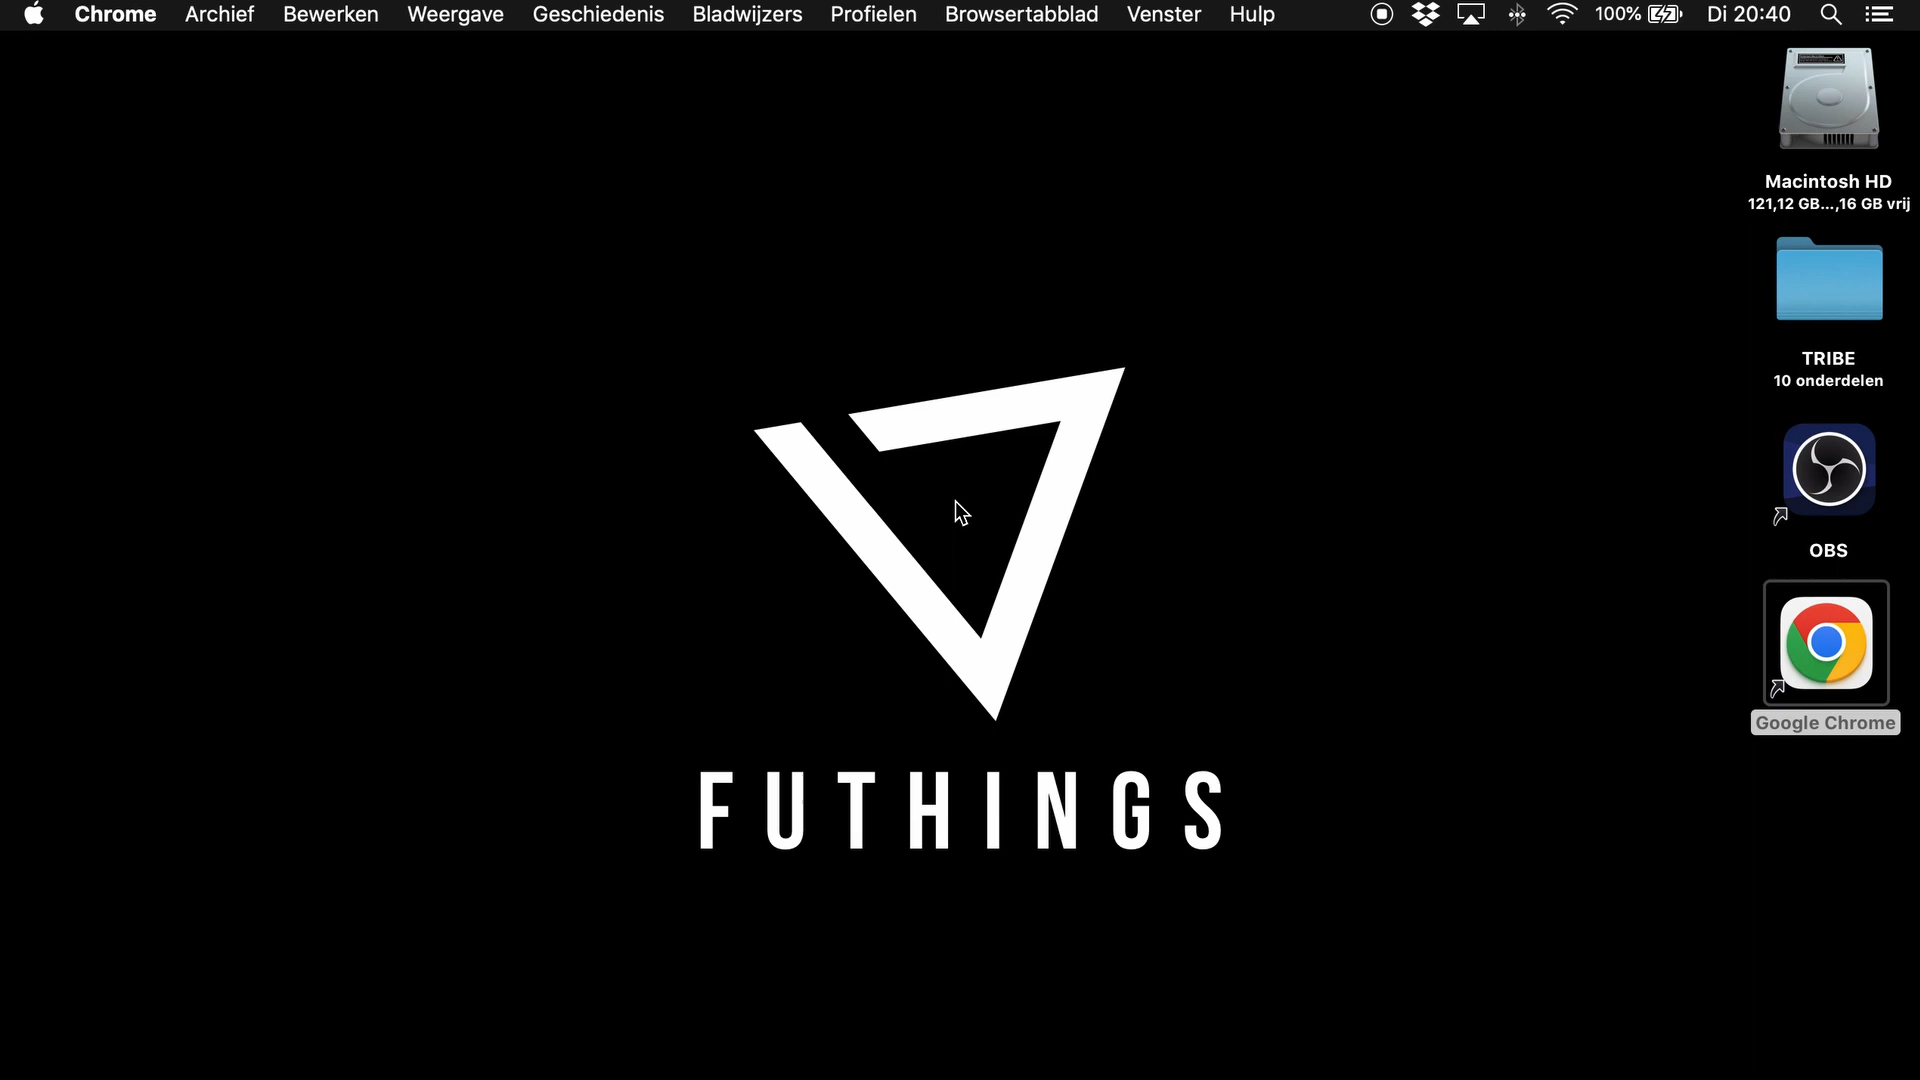 Chrome Archief Bewerken Weergave Geschiedenis Bladwijzers Profielen Browsertabblad Venster Hulp 100% Di 20:40
Macintosh HD
121,12 GB...,16 GB vrij
TRIBE
10 onderdelen
OBS
Google Chrome
FUTHINGS